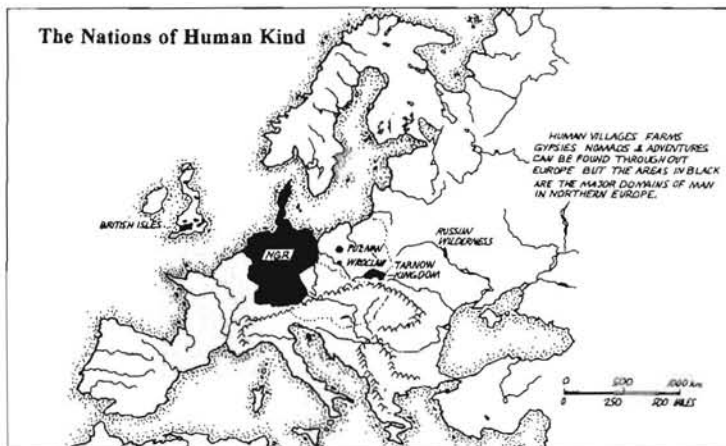 The Nations of Human Kind
HUMAN VILLAGES FARMS
GYPSIES NOMADS & ADVENTURES
CAN BE FOUND THROUGHOUT
EUROPE BUT THE AREAS IN BLACK
ARE THE MAJOR DOMAINS OF MAN
IN NORTHERN EUROPE.
BRITISH ISLES
NGR
POZNAN
WROCLAW
TARNOW
KINGDOM
RUSSIAN
WILDERNESS
0 500 1000 km
0 250 500 MILES